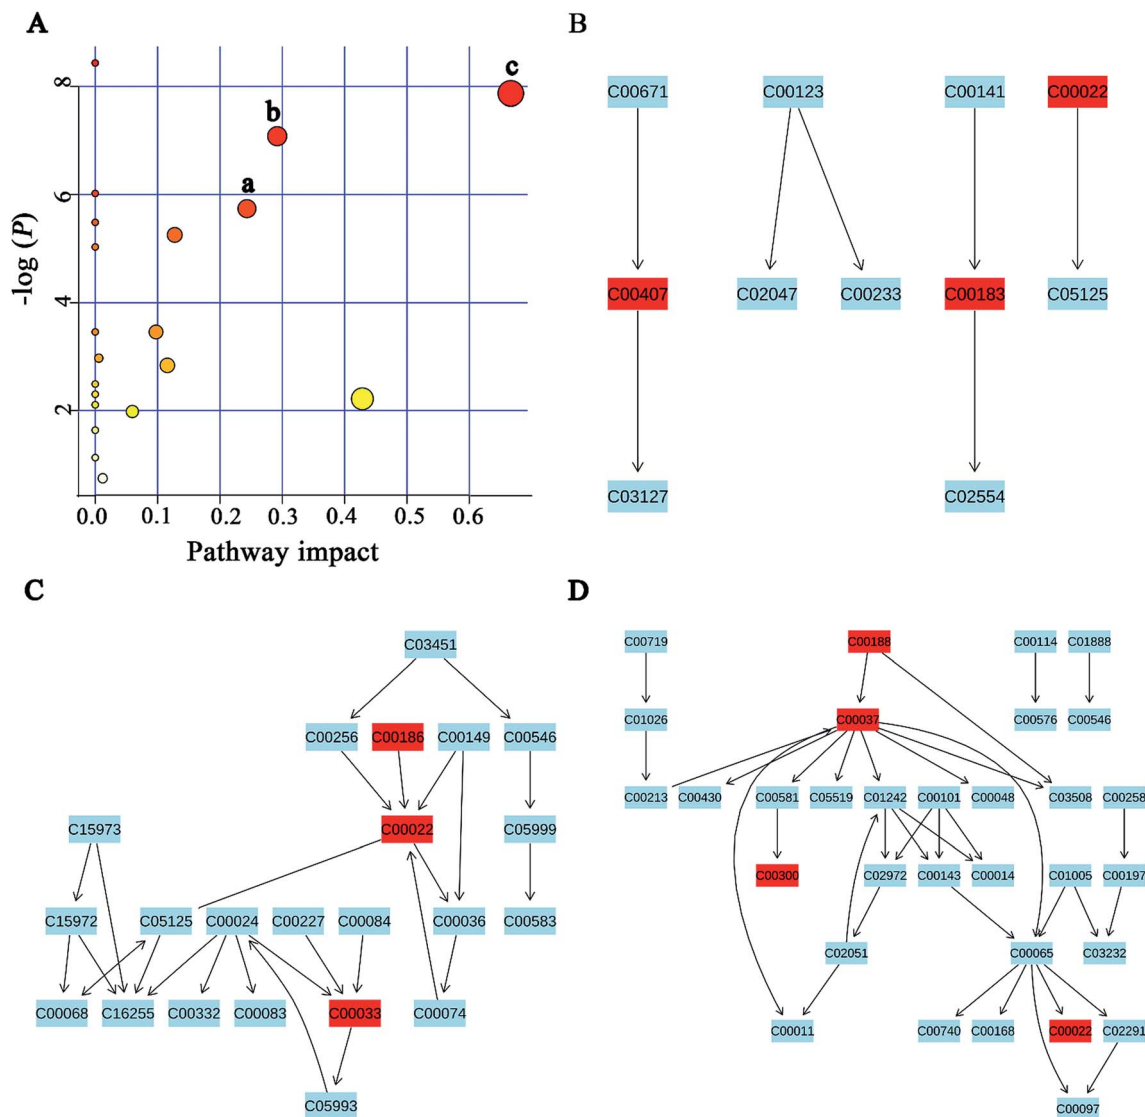 A
c
b
a
8
6
4
2
-log (P)
0.0 0.1 0.2 0.3 0.4 0.5 0.6
Pathway impact
B
C00671 C00123 C00141 C00022
C00407 C02047 C00233 C00183 C05125
C03127 C02554
C
C03451
C00256 C00186 C00149 C00546
C15973 C00022 C05999
C15972 C05125 C00024 C00227 C00084 C00036 C00583
C00068 C16255 C00332 C00083 C00033 C00074
C05993
D
C00719 C00188 C00114 C01888
C01026 C00037 C00576 C00546
C00213 C00430 C00581 C05519 C01242 C00101 C00048 C03508 C00258
C00300 C02972 C00143 C00014 C01005 C00197
C02051 C00065 C03232
C00011 C00740 C00168 C00022 C02291
C00097